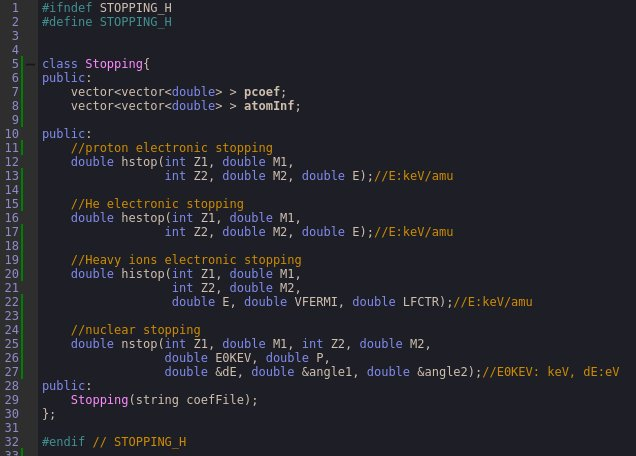 1 #ifndef STOPPING_H
2 #define STOPPING_H
3
4
5 class Stopping{
6 public:
7     vector<vector<double> > pcoef;
8     vector<vector<double> > atomInf;
9
10 public:
11     //proton electronic stopping
12     double hstop(int Z1, double M1,
13                  int Z2, double M2, double E);//E:keV/amu
14
15     //He electronic stopping
16     double hestop(int Z1, double M1,
17                  int Z2, double M2, double E);//E:keV/amu
18
19     //Heavy ions electronic stopping
20     double histop(int Z1, double M1,
21                   int Z2, double M2,
22                   double E, double VFERMI, double LFCTR);//E:keV/amu
23
24     //nuclear stopping
25     double nstop(int Z1, double M1, int Z2, double M2,
26                  double E0KEV, double P,
27                  double &dE, double &angle1, double &angle2);//E0KEV: keV, dE:eV
28 public:
29     Stopping(string coefFile);
30 };
31
32 #endif // STOPPING_H
33